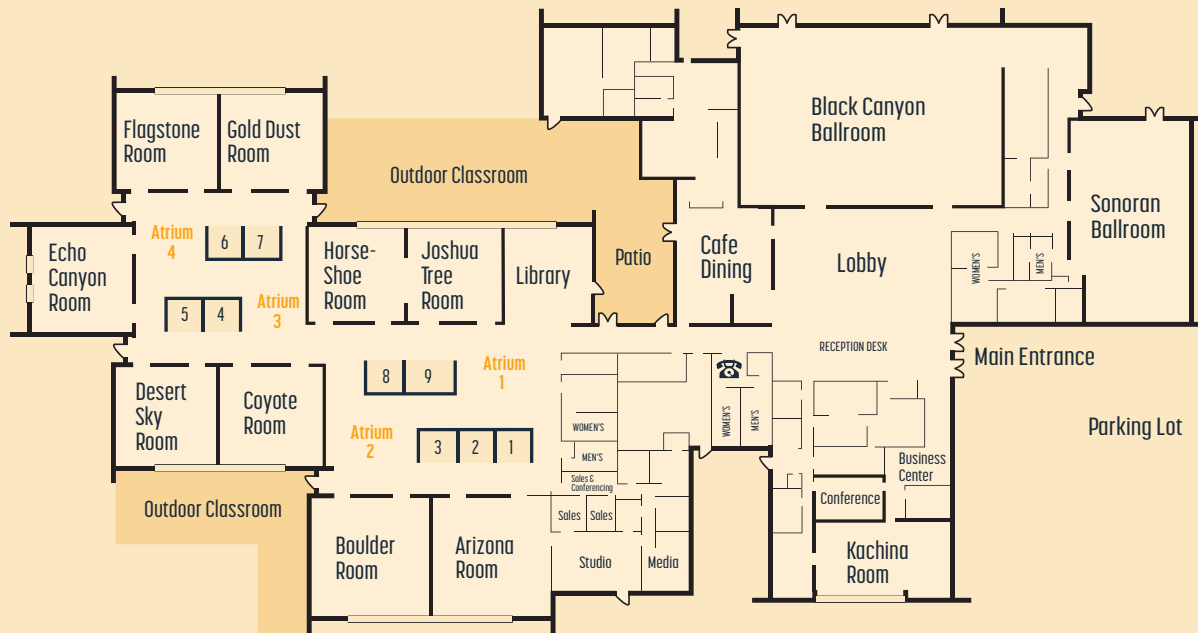 Black Canyon
Ballroom
Flagstone
Room
Gold Dust
Room
Outdoor Classroom
Sonoran
Ballroom
Atrium
4
6
7
Echo
Canyon
Room
Horse-
Shoe
Room
Joshua
Tree
Room
Library
Patio
Cafe
Dining
Lobby
WOMEN'S
MEN'S
Atrium
3
5
4
RECEPTION DESK
Main Entrance
Atrium
1
8
9
Desert
Sky
Room
Coyote
Room
WOMEN'S
MEN'S
Parking Lot
Atrium
2
3
2
1
WOMEN'S
MEN'S
Sales &
Conferencing
Business
Center
Outdoor Classroom
Sales
Sales
Conference
Boulder
Room
Arizona
Room
Studio
Media
Kachina
Room